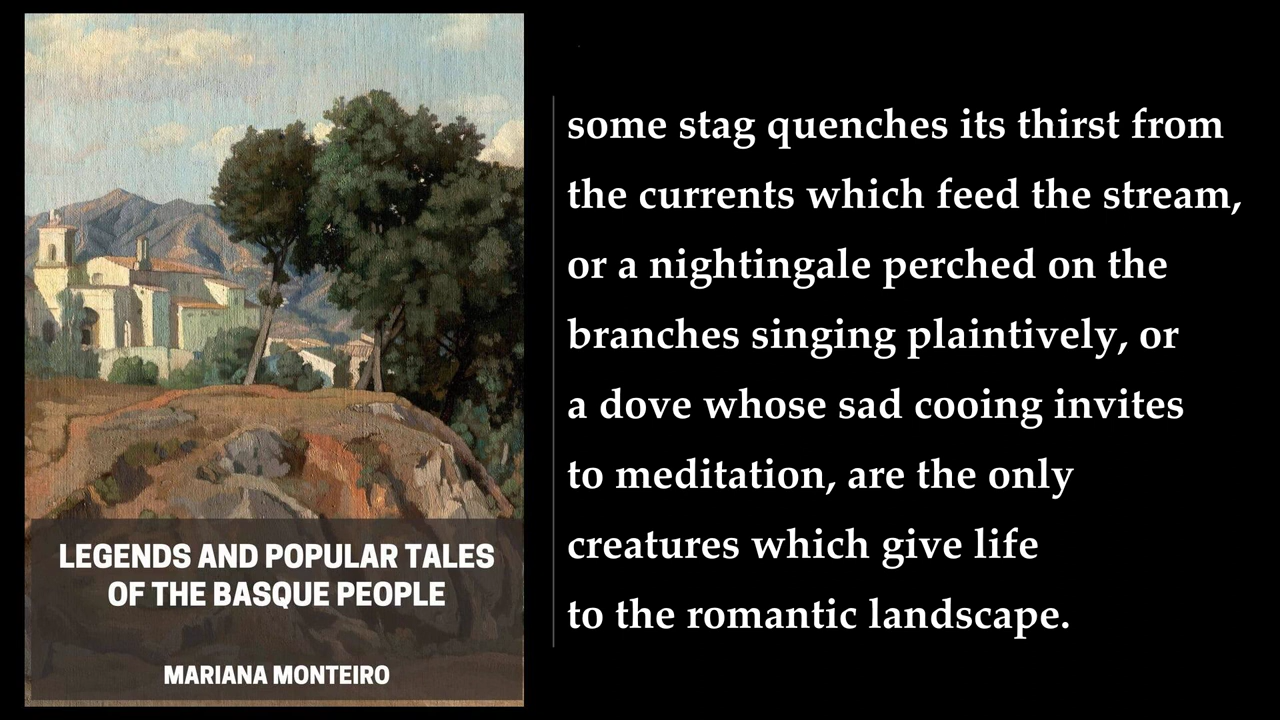 LEGENDS AND POPULAR TALES
OF THE BASQUE PEOPLE
MARIANA MONTEIRO
some stag quenches its thirst from
the currents which feed the stream,
or a nightingale perched on the
branches singing plaintively, or
a dove whose sad cooing invites
to meditation, are the only
creatures which give life
to the romantic landscape.